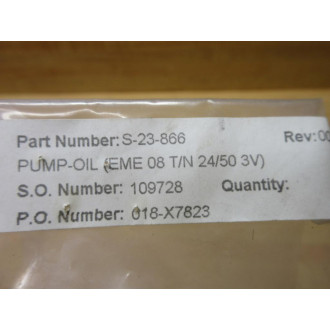 Part Number:S-23-866 Rev:00
PUMP-OIL (EME 08 T/N 24/50 3V)
S.O. Number: 109728 Quantity:
P.O. Number: 018-X7823